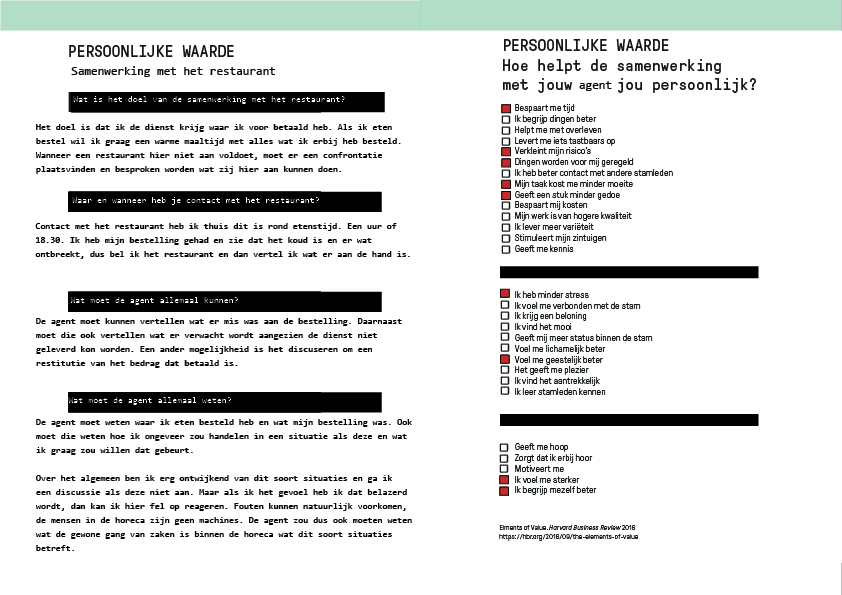 PERSOONLIJKE WAARDE
Samenwerking met het restaurant
Wat is het doel van de samenwerking met het restaurant?
Het doel is dat ik de dienst krijg waar ik voor betaald heb. Als ik eten
bestel wil ik graag een warme maaltijd met alles wat ik erbij heb besteld.
Wanneer een restaurant hier niet aan voldoet, moet er een confrontatie
plaatsvinden en besproken worden wat zij hier aan kunnen doen.
Waar en wanneer heb je contact met het restaurant?
Contact met het restaurant heb ik thuis dit is rond etenstijd. Een uur of
18.30. Ik heb mijn bestelling gehad en zie dat het koud is en er wat
ontbreekt, dus bel ik het restaurant en dan vertel ik wat er aan de hand is.
Wat moet de agent allemaal kunnen?
De agent moet kunnen vertellen wat er mis was aan de bestelling. Daarnaast
moet die ook vertellen wat er verwacht wordt aangezien de dienst niet
geleverd kon worden. Een ander mogelijkheid is het discuseren om een
restitutie van het bedrag dat betaald is.
Wat moet de agent allemaal weten?
De agent moet weten waar ik eten besteld heb en wat mijn bestelling was. Ook
moet die weten hoe ik ongeveer zou handelen in een situatie als deze en wat
ik graag zou willen dat gebeurt.
Over het algemeen ben ik erg ontwijkend van dit soort situaties en ga ik
een discussie als deze niet aan. Maar als ik het gevoel heb ik dat belazerd
wordt, dan kan ik hier fel op reageren. Fouten kunnen natuurlijk voorkomen,
de mensen in de horeca zijn geen machines. De agent zou dus ook moeten weten
wat de gewone gang van zaken is binnen de horeca wat dit soort situaties
betreft.
PERSOONLIJKE WAARDE
Hoe helpt de samenwerking
met jouw agent jou persoonlijk?
Bespaart me tijd
Ik begrijp dingen beter
Helpt me met overleven
Levert me iets tastbaars op
Verkleint mijn risico's
Dingen worden voor mij geregeld
Ik heb beter contact met andere stamleden
Mijn taak kost me minder moeite
Geeft een stuk minder gedoe
Bespaart mij kosten
Mijn werk is van hogere kwaliteit
Ik lever meer variëteit
Stimuleert mijn zintuigen
Geeft me kennis
Ik heb minder stress
Ik voel me verbonden met de stam
Ik krijg een beloning
Ik vind het mooi
Geeft mij meer status binnen de stam
Voel me lichamelijk beter
Voel me geestelijk beter
Het geeft me plezier
Ik vind het aantrekkelijk
Ik leer stamleden kennen
Geeft me hoop
Zorgt dat ik erbij hoor
Motiveert me
Ik voel me sterker
Ik begrijp mezelf beter
Elments of Value. Harvard Business Review 2016
https://hbr.org/2016/09/the-elements-of-value